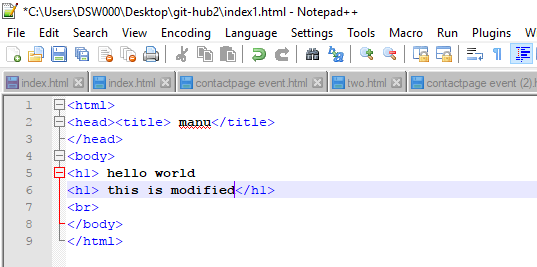 *C:\Users\DSW000\Desktop\git-hub2\index1.html - Notepad++
File Edit Search View Encoding Language Settings Tools Macro Run Plugins Wind
index.html index.html contactpage event.html two.html contactpage event (2).
1 <html>
2 <head><title> manu</title>
3 </head>
4 <body>
5 <h1> hello world
6 <h1> this is modified</h1>
7 <br>
8 </body>
9 </html>